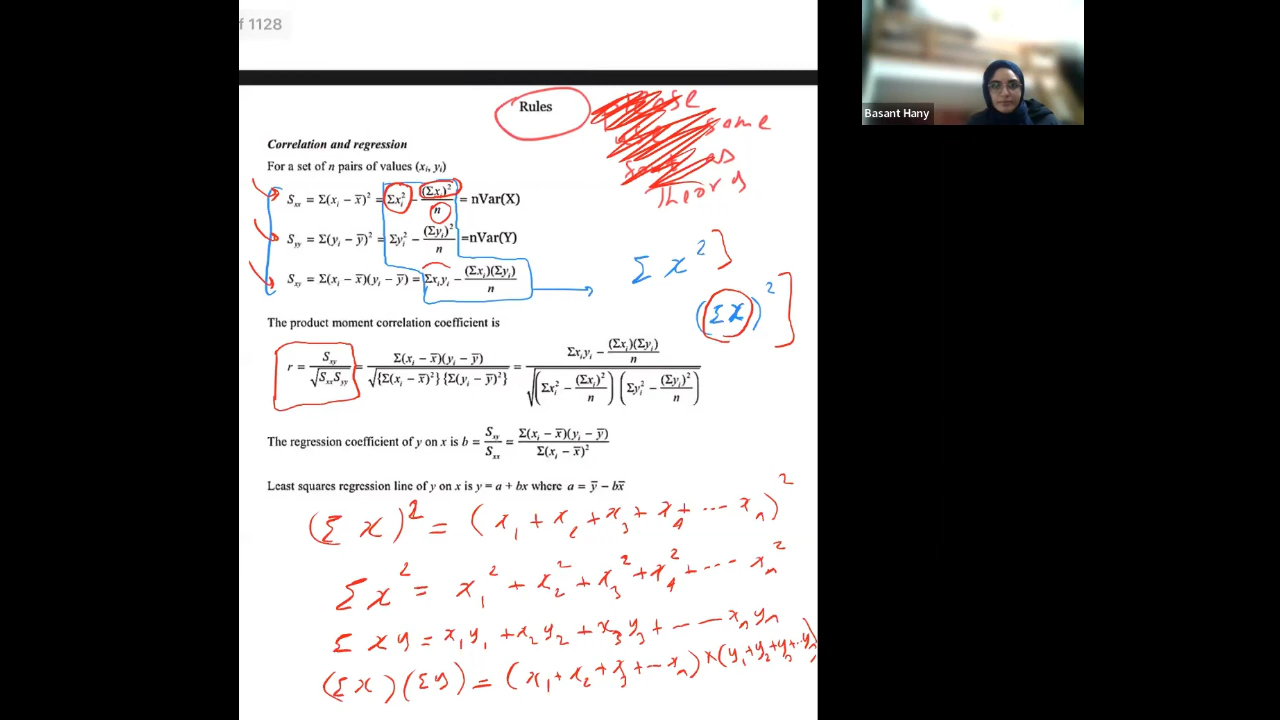 f 1128
Rules
some
as
Theory
Correlation and regression
For a set of n pairs of values (xᵢ, yᵢ)
Sₓₓ = Σ(xᵢ − x̄)² = Σxᵢ² − (Σxᵢ)²/n = nVar(X)
Sᵧᵧ = Σ(yᵢ − ȳ)² = Σyᵢ² − (Σyᵢ)²/n =nVar(Y)
Sₓᵧ = Σ(xᵢ − x̄)(yᵢ − ȳ) = Σxᵢyᵢ − (Σxᵢ)(Σyᵢ)/n
Σ x²
(Σx)²
The product moment correlation coefficient is
r = Sₓᵧ/√(SₓₓSᵧᵧ) = Σ(xᵢ − x̄)(yᵢ − ȳ)/√({Σ(xᵢ − x̄)²} {Σ(yᵢ − ȳ)²}) = (Σxᵢyᵢ − (Σxᵢ)(Σyᵢ)/n)/√((Σxᵢ² − (Σxᵢ)²/n) (Σyᵢ² − (Σyᵢ)²/n))
The regression coefficient of y on x is b = Sₓᵧ/Sₓₓ = Σ(xᵢ − x̄)(yᵢ − ȳ)/Σ(xᵢ − x̄)²
Least squares regression line of y on x is y = a + bx where a = ȳ − bx̄
(Σ x)² = (x₁ + x₂ + x₃ + x₄ + ··· xₙ)²
Σ x² = x₁² + x₂² + x₃² + x₄² + ··· xₙ²
Σ x y = x₁y₁ + x₂y₂ + x₃y₃ + −− xₙyₙ
(Σx)(Σy) = (x₁ + x₂ + x₃ + −·· xₙ) × (y₁+y₂+y₃+··yₙ)
Basant Hany